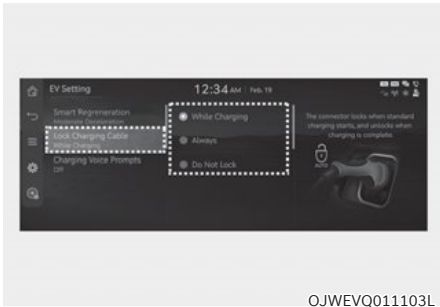 EV Setting
12:34 AM Feb. 19
Smart Regeneration
Moderate Deceleration
Lock Charging Cable
While Charging
Charging Voice Prompts
Off
While Charging
Always
Do Not Lock
The connector locks when standard
charging starts, and unlocks when
charging is complete.
AUTO
OJWEVQ011103L